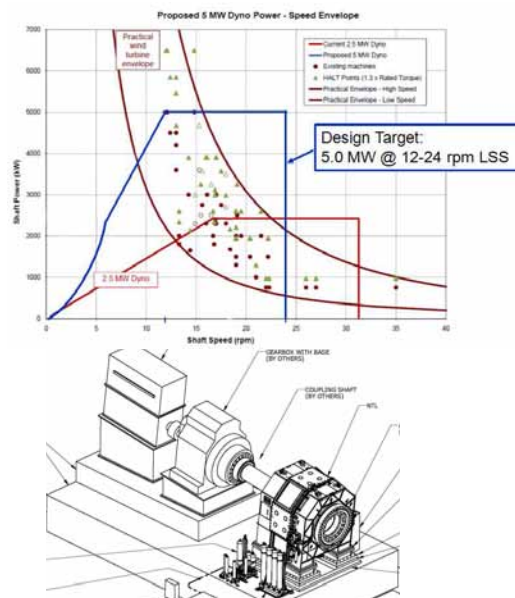 Proposed 5 MW Dyno Power - Speed Envelope
7000
6000
5000
4000
3000
2000
1000
0
Shaft Power (kW)
Practical
wind
turbine
envelope
Current 2.5 MW Dyno
Proposed 5 MW Dyno
Existing machines
HALT Points (1.3 x Rated Torque)
Practical Envelope - High Speed
Practical Envelope - Low Speed
Design Target:
5.0 MW @ 12-24 rpm LSS
2.5 MW Dyno
0
5
10
15
20
25
30
35
40
Shaft Speed (rpm)
GEARBOX WITH BASE
(BY OTHERS)
COUPLING SHAFT
(BY OTHERS)
NTL